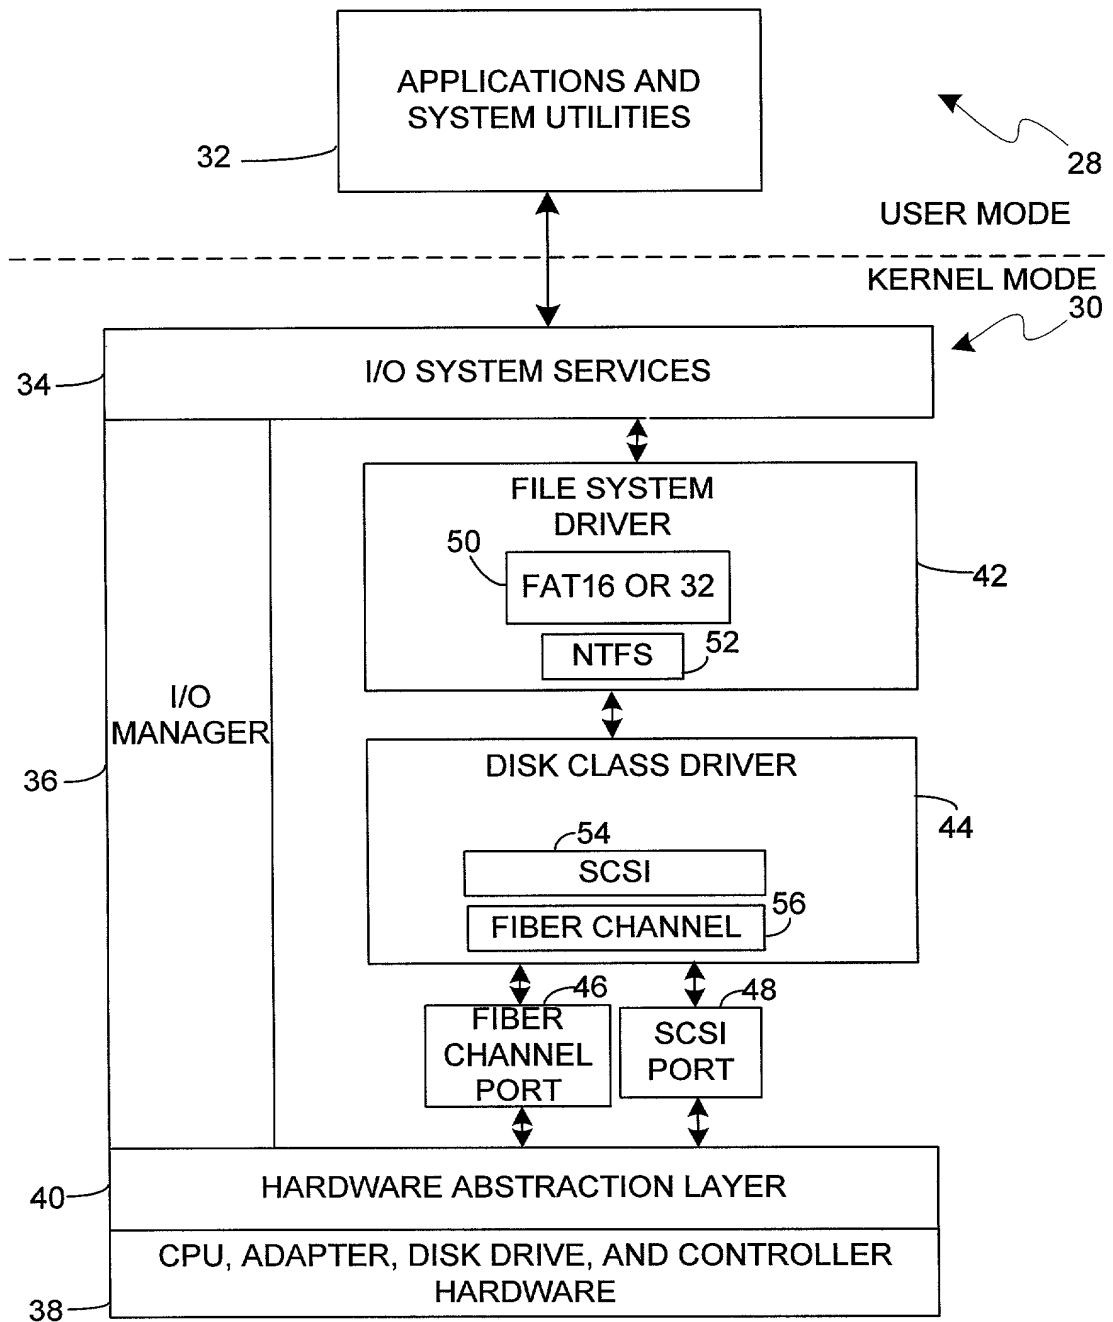 APPLICATIONS AND
SYSTEM UTILITIES
32
28
USER MODE
KERNEL MODE
30
I/O SYSTEM SERVICES
34
FILE SYSTEM
DRIVER
50
FAT16 OR 32
42
NTFS
52
I/O
MANAGER
36
DISK CLASS DRIVER
44
54
SCSI
56
FIBER CHANNEL
46
FIBER
CHANNEL
PORT
48
SCSI
PORT
40
HARDWARE ABSTRACTION LAYER
CPU, ADAPTER, DISK DRIVE, AND CONTROLLER
HARDWARE
38